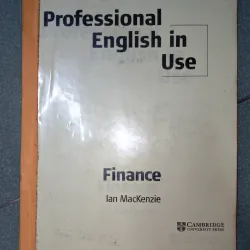 Professional
English in
Use
Finance
Ian MacKenzie
CAMBRIDGE
UNIVERSITY PRESS